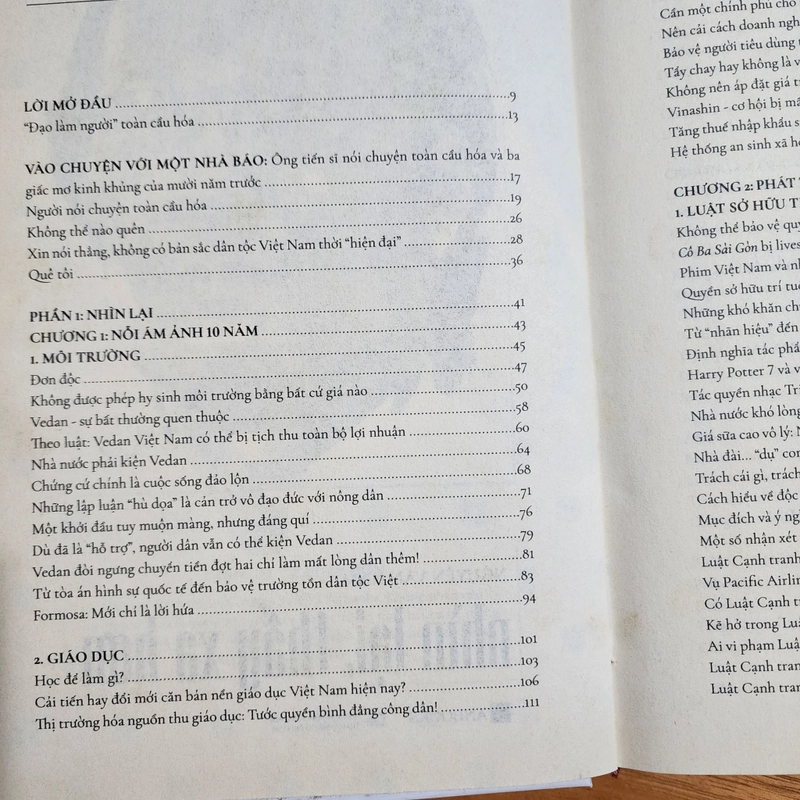 LỜI MỞ ĐẦU ........ 9
"Đạo làm người" toàn cầu hóa ........ 13
VÀO CHUYỆN VỚI MỘT NHÀ BÁO: Ông tiến sĩ nói chuyện toàn cầu hóa và ba
giấc mơ kinh khủng của mười năm trước ........ 17
Người nói chuyện toàn cầu hóa ........ 19
Không thể nào quên ........ 26
Xin nói thẳng, không có bản sắc dân tộc Việt Nam thời "hiện đại" ........ 28
Quê tôi ........ 36
PHẦN 1: NHÌN LẠI ........ 41
CHƯƠNG 1: NỖI ÁM ẢNH 10 NĂM ........ 43
1. MÔI TRƯỜNG ........ 45
Đơn độc ........ 47
Không được phép hy sinh môi trường bằng bất cứ giá nào ........ 50
Vedan - sự bất thường quen thuộc ........ 58
Theo luật: Vedan Việt Nam có thể bị tịch thu toàn bộ lợi nhuận ........ 60
Nhà nước phải kiện Vedan ........ 64
Chứng cứ chính là cuộc sống đảo lộn ........ 68
Những lập luận "hù dọa" là cản trở vô đạo đức với nông dân ........ 71
Một khởi đầu tuy muộn màng, nhưng đáng quí ........ 76
Dù đã là "hỗ trợ", người dân vẫn có thể kiện Vedan ........ 79
Vedan đòi ngưng chuyển tiền đợt hai chỉ làm mất lòng dân thêm! ........ 81
Từ tòa án hình sự quốc tế đến bảo vệ trường tồn dân tộc Việt ........ 83
Formosa: Mới chỉ là lời hứa ........ 94
2. GIÁO DỤC ........ 101
Học để làm gì? ........ 103
Cải tiến hay đổi mới căn bản nền giáo dục Việt Nam hiện nay? ........ 106
Thị trường hóa nguồn thu giáo dục: Tước quyền bình đẳng công dân! ........ 111
Cần một chính phủ cho
Nên cải cách doanh ngh
Bảo vệ người tiêu dùng
Tẩy chay hay không là v
Không nên áp đặt giá t
Vinashin - cơ hội bị mấ
Tăng thuế nhập khẩu s
Hệ thống an sinh xã h
CHƯƠNG 2: PHÁT
1. LUẬT SỞ HỮU T
Không thể bảo vệ quy
Cô Ba Sài Gòn bị lives
Phim Việt Nam và nh
Quyền sở hữu trí tuệ
Những khó khăn ch
Từ "nhãn hiệu" đến
Định nghĩa tác phẩ
Harry Potter 7 và v
Tác quyền nhạc Tri
Nhà nước khó lòng
Giá sữa cao vô lý: N
Nhà đài... "dụ" con
Trách cái gì, trách
Cách hiểu về độc
Mục đích và ý ng
Một số nhận xét
Luật Cạnh tranh
Vụ Pacific Airlin
Có Luật Cạnh t
Kẽ hở trong Luậ
Ai vi phạm Luậ
Luật Cạnh tran
Luật Cạnh tran